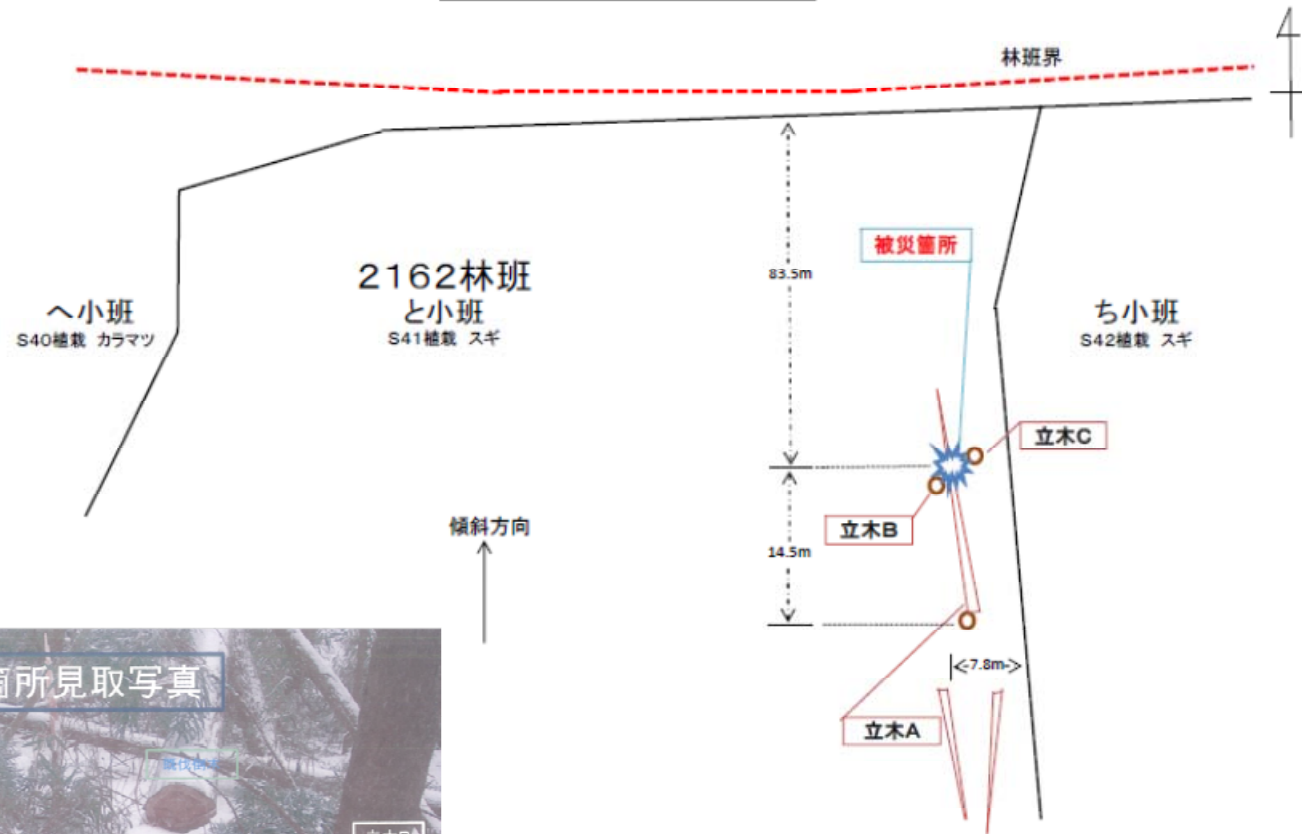 林班界
被災箇所
83.5m
2162林班
と小班
S41植栽 スギ
へ小班
S40植栽 カラマツ
ち小班
S42植栽 スギ
立木C
立木B
傾斜方向
14.5m
7.8m
立木A
箇所見取写真